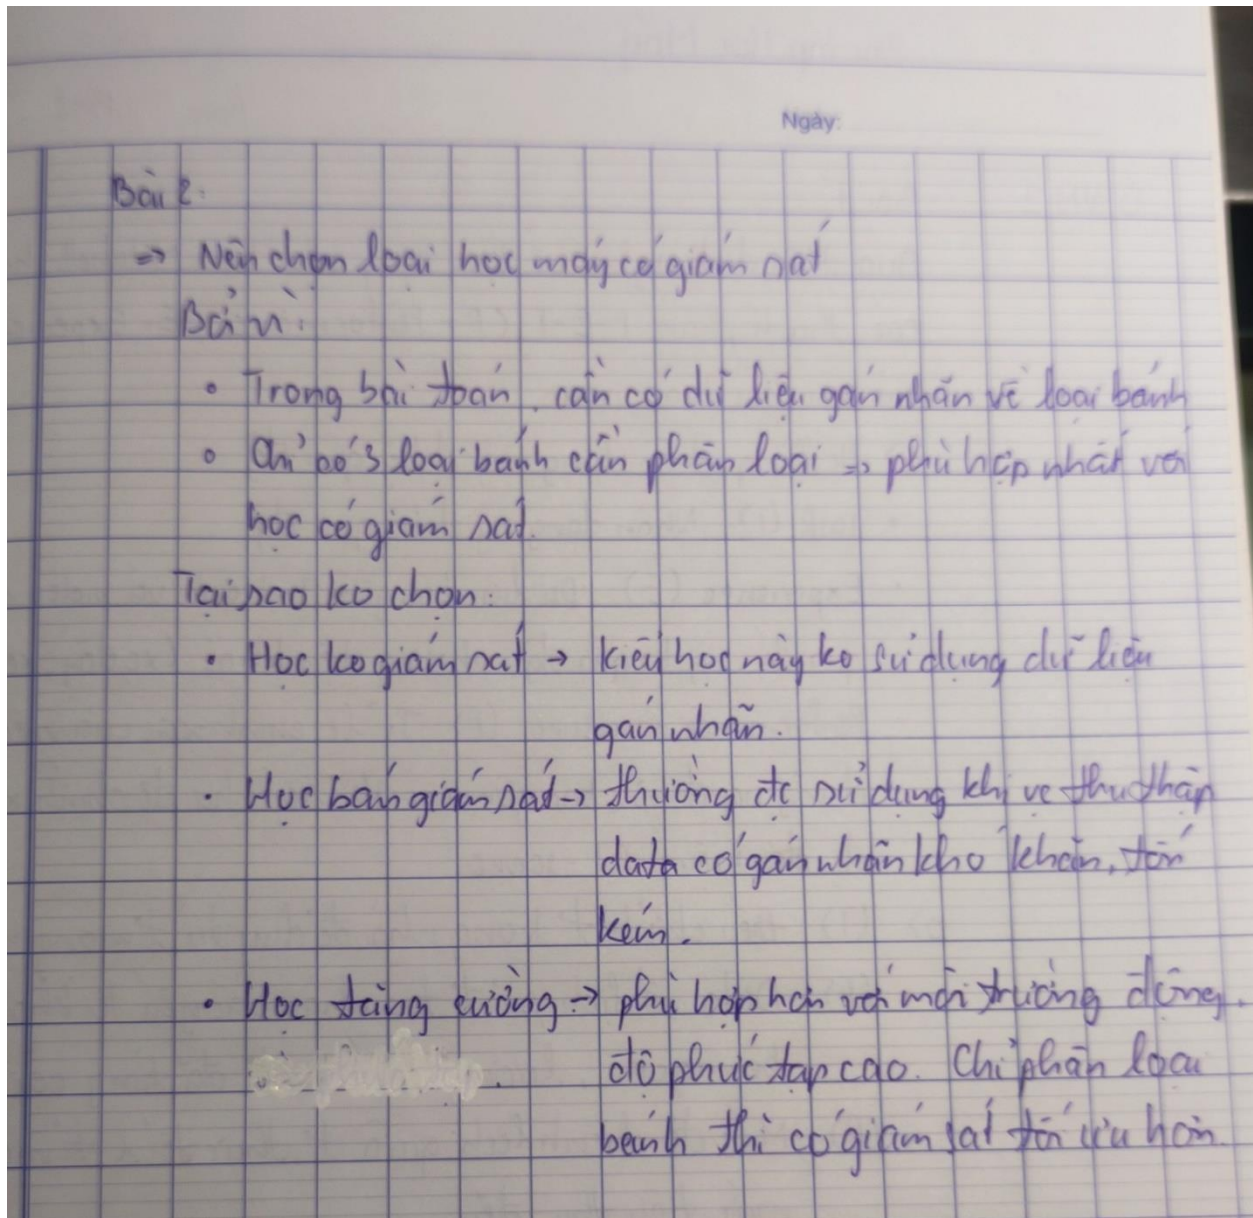 Ngày:
Bài 2:
=> Nên chọn loại học máy có giám sát
Bởi vì:
• Trong bài toán, cần có dữ liệu gán nhãn về loại bánh
• Chỉ có 3 loại bánh cần phân loại => phù hợp nhất với
học có giám sát.
Tại sao ko chọn:
• Học ko giám sát → kiểu học này ko sử dụng dữ liệu
gán nhãn.
• Học bán giám sát → thường đc sử dụng khi vc thu thập
data có gán nhãn khó khăn, tốn
kém.
• Học tăng cường → phù hợp hơn với môi trường động,
độ phức tạp cao. Chỉ phân loại
bánh thì có giám sát tối ưu hơn